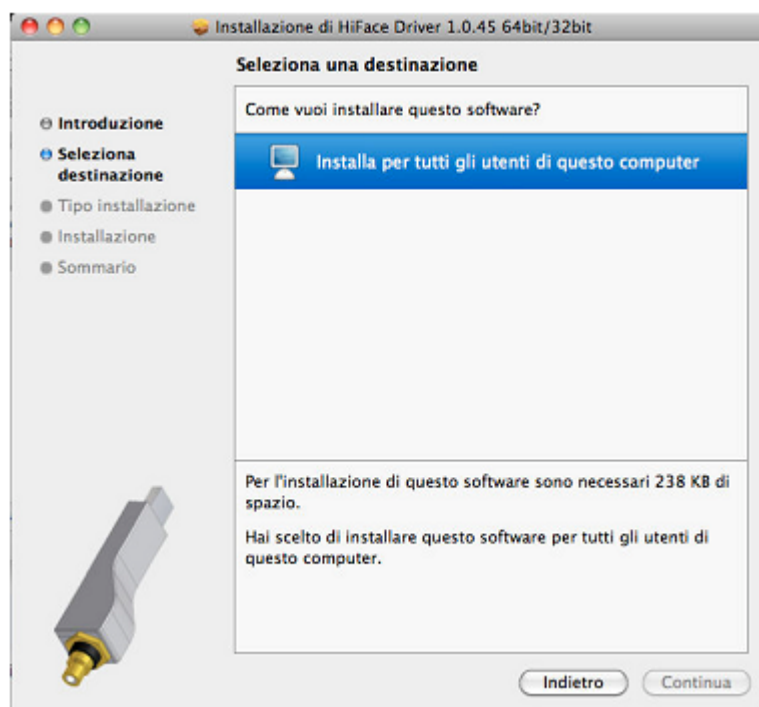 Installazione di HiFace Driver 1.0.45 64bit/32bit
Seleziona una destinazione
Introduzione
Seleziona
destinazione
Tipo installazione
Installazione
Sommario
Come vuoi installare questo software?
Installa per tutti gli utenti di questo computer
Per l'installazione di questo software sono necessari 238 KB di
spazio.
Hai scelto di installare questo software per tutti gli utenti di
questo computer.
Indietro
Continua